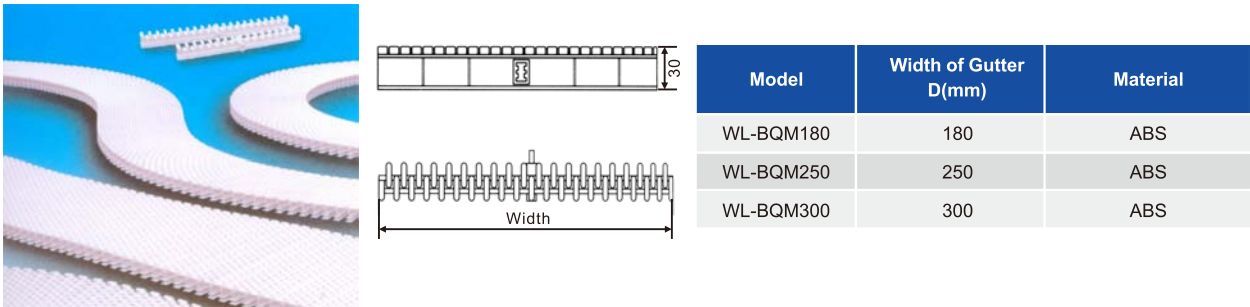 30
Width
Model
Width of Gutter
D(mm)
Material
WL-BQM180
180
ABS
WL-BQM250
250
ABS
WL-BQM300
300
ABS